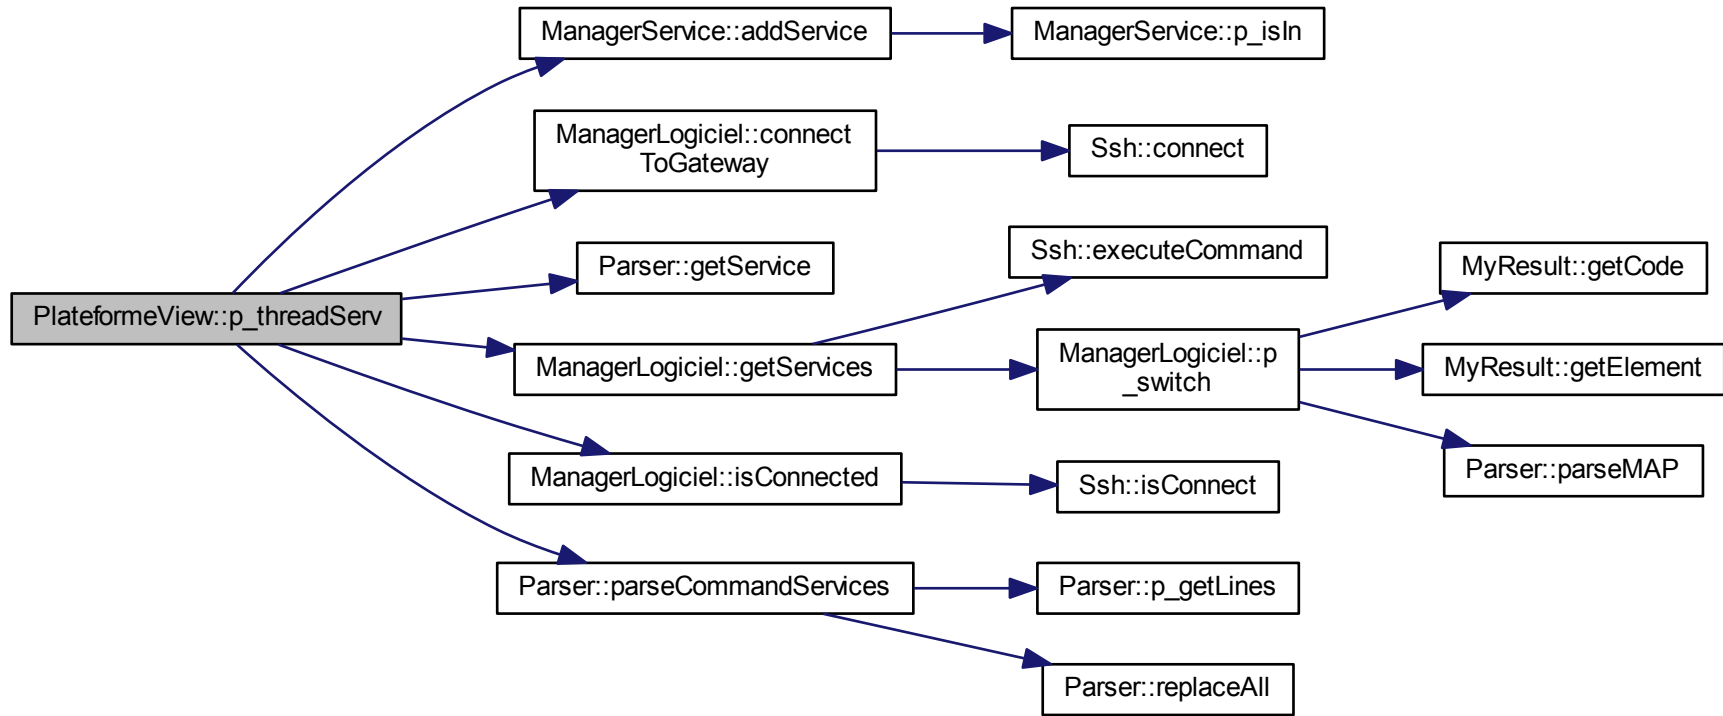 ManagerService::addService
ManagerService::p_isIn
ManagerLogiciel::connect
ToGateway
Ssh::connect
Parser::getService
Ssh::executeCommand
MyResult::getCode
PlateformeView::p_threadServ
ManagerLogiciel::getServices
ManagerLogiciel::p
_switch
MyResult::getElement
Parser::parseMAP
ManagerLogiciel::isConnected
Ssh::isConnect
Parser::parseCommandServices
Parser::p_getLines
Parser::replaceAll